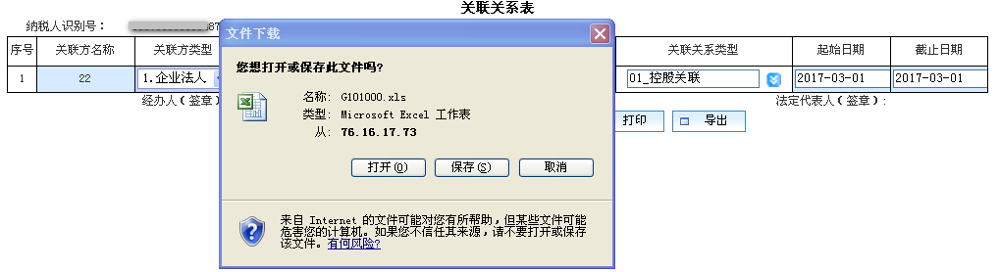 关联关系表
纳税人识别号：
序号 关联方名称 关联方类型 关联关系类型 起始日期 截止日期
1 22 1.企业法人 01_控股关联 2017-03-01 2017-03-01
经办人（签章） 法定代表人（签章）：
打印 导出
文件下载
您想打开或保存此文件吗?
名称: G101000.xls
类型: Microsoft Excel 工作表
从: 76.16.17.73
打开(O) 保存(S) 取消
来自 Internet 的文件可能对您有所帮助，但某些文件可能
危害您的计算机。如果您不信任其来源，请不要打开或保存
该文件。有何风险?